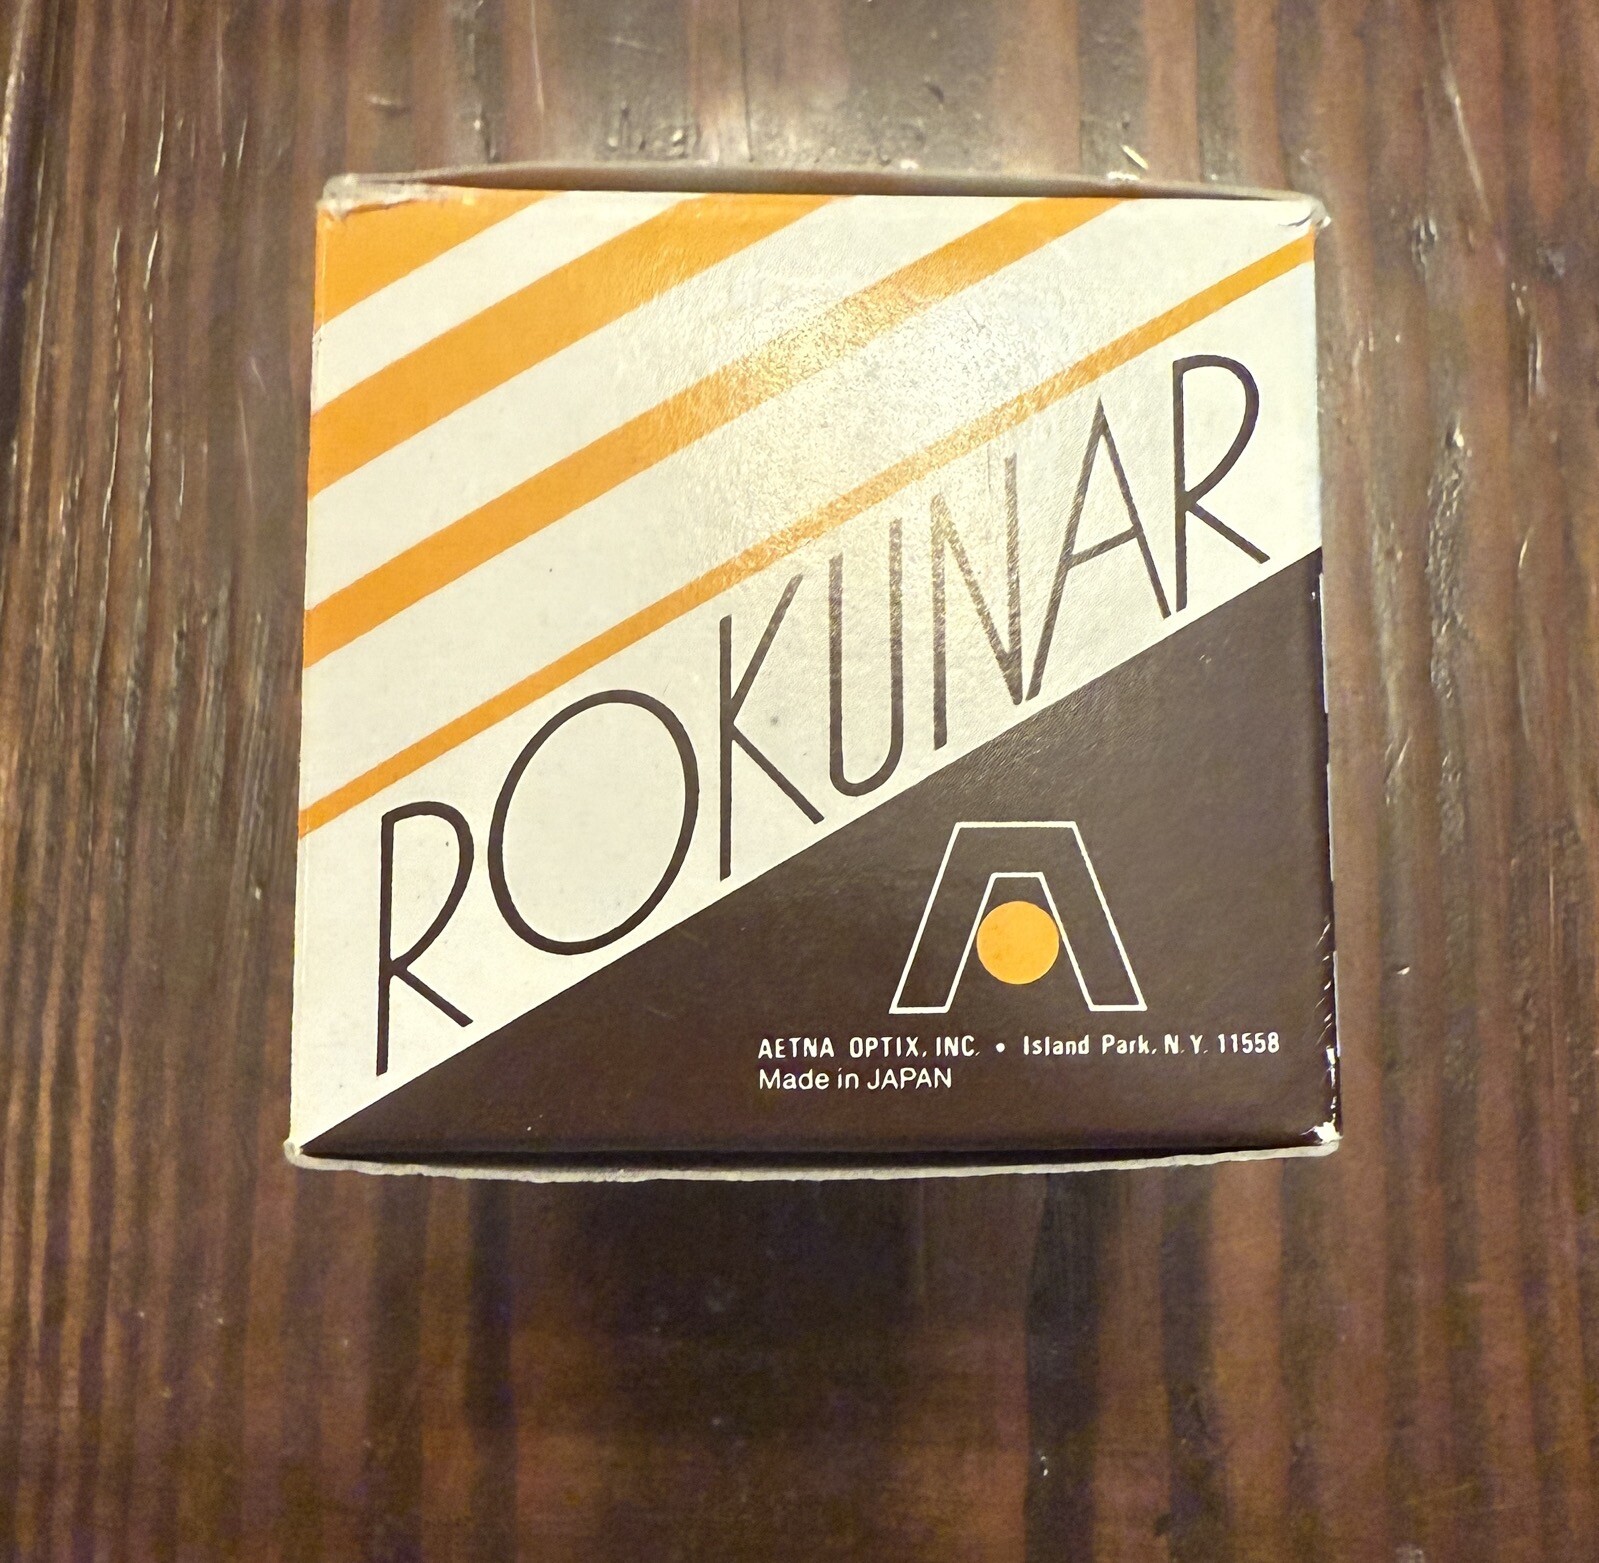 ROKUNAR
AETNA OPTIX, INC. • Island Park, N.Y. 11558
Made in JAPAN